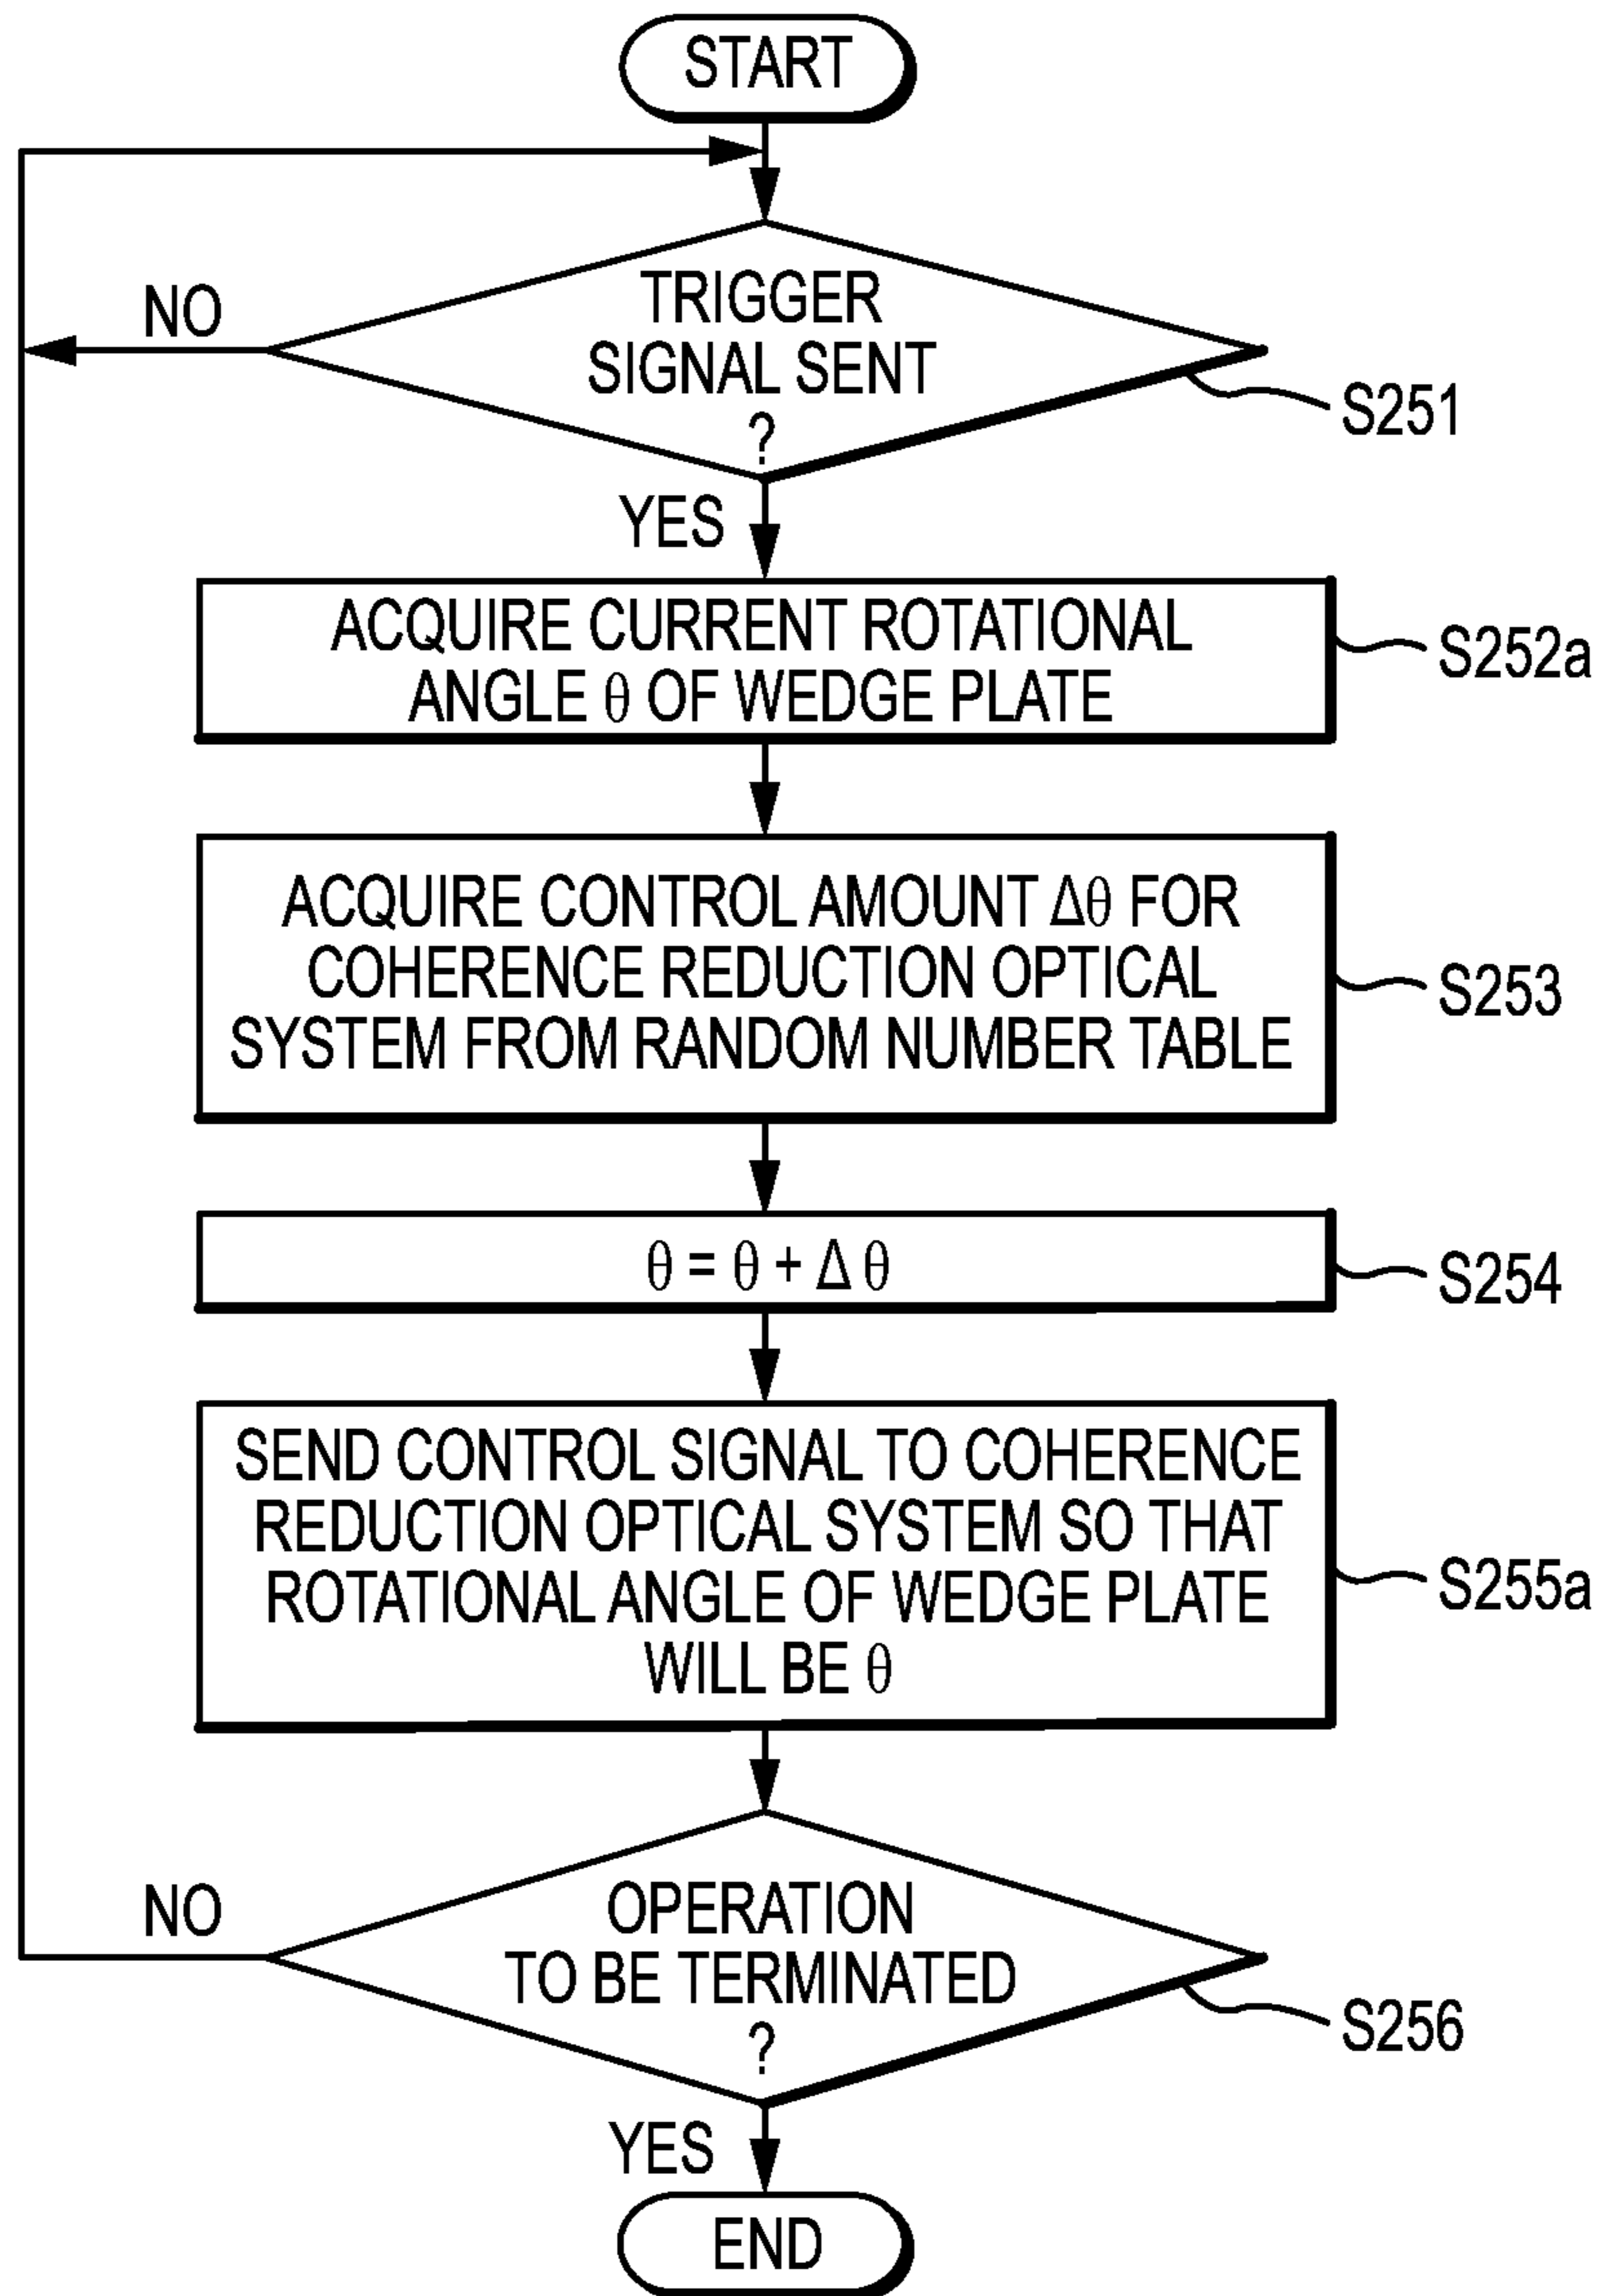 START
NO
TRIGGER
SIGNAL SENT
?
S251
YES
ACQUIRE CURRENT ROTATIONAL
ANGLE θ OF WEDGE PLATE
S252a
ACQUIRE CONTROL AMOUNT Δθ FOR
COHERENCE REDUCTION OPTICAL
SYSTEM FROM RANDOM NUMBER TABLE
S253
θ = θ + Δ θ
S254
SEND CONTROL SIGNAL TO COHERENCE
REDUCTION OPTICAL SYSTEM SO THAT
ROTATIONAL ANGLE OF WEDGE PLATE
WILL BE θ
S255a
NO
OPERATION
TO BE TERMINATED
?
S256
YES
END